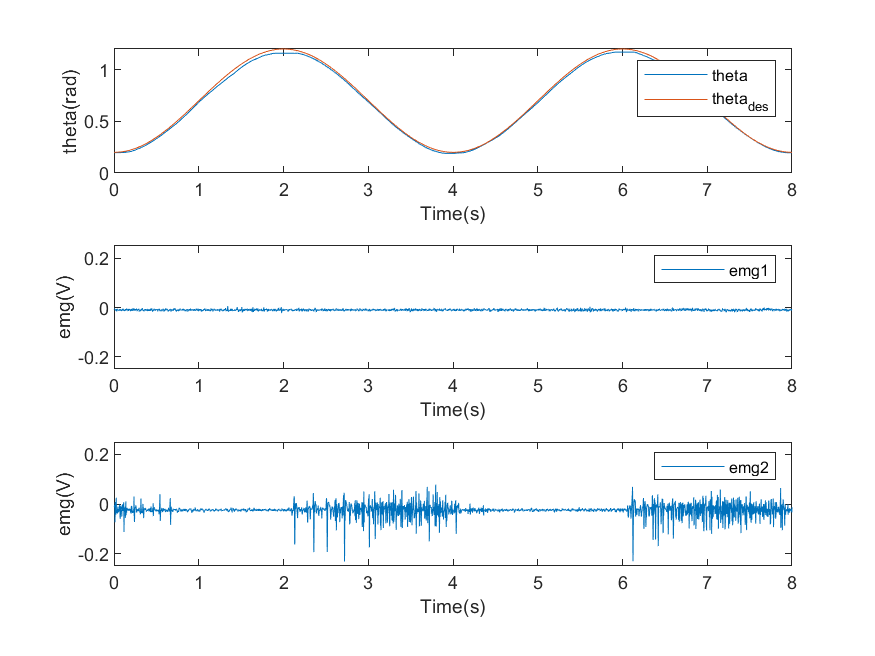 theta(rad)
1
0.5
0
theta
theta_des
0 1 2 3 4 5 6 7 8
Time(s)
emg(V)
0.2
0
-0.2
emg1
0 1 2 3 4 5 6 7 8
Time(s)
emg(V)
0.2
0
-0.2
emg2
0 1 2 3 4 5 6 7 8
Time(s)